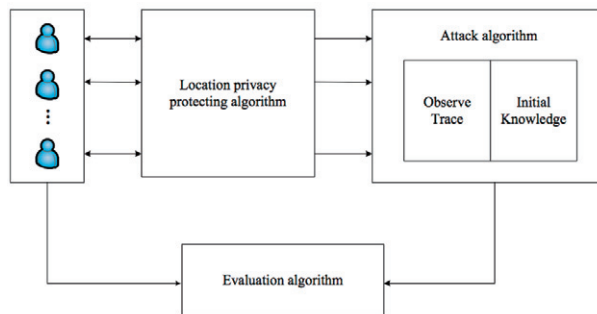 Location privacy
protecting algorithm
Attack algorithm
Observe
Trace
Initial
Knowledge
Evaluation algorithm